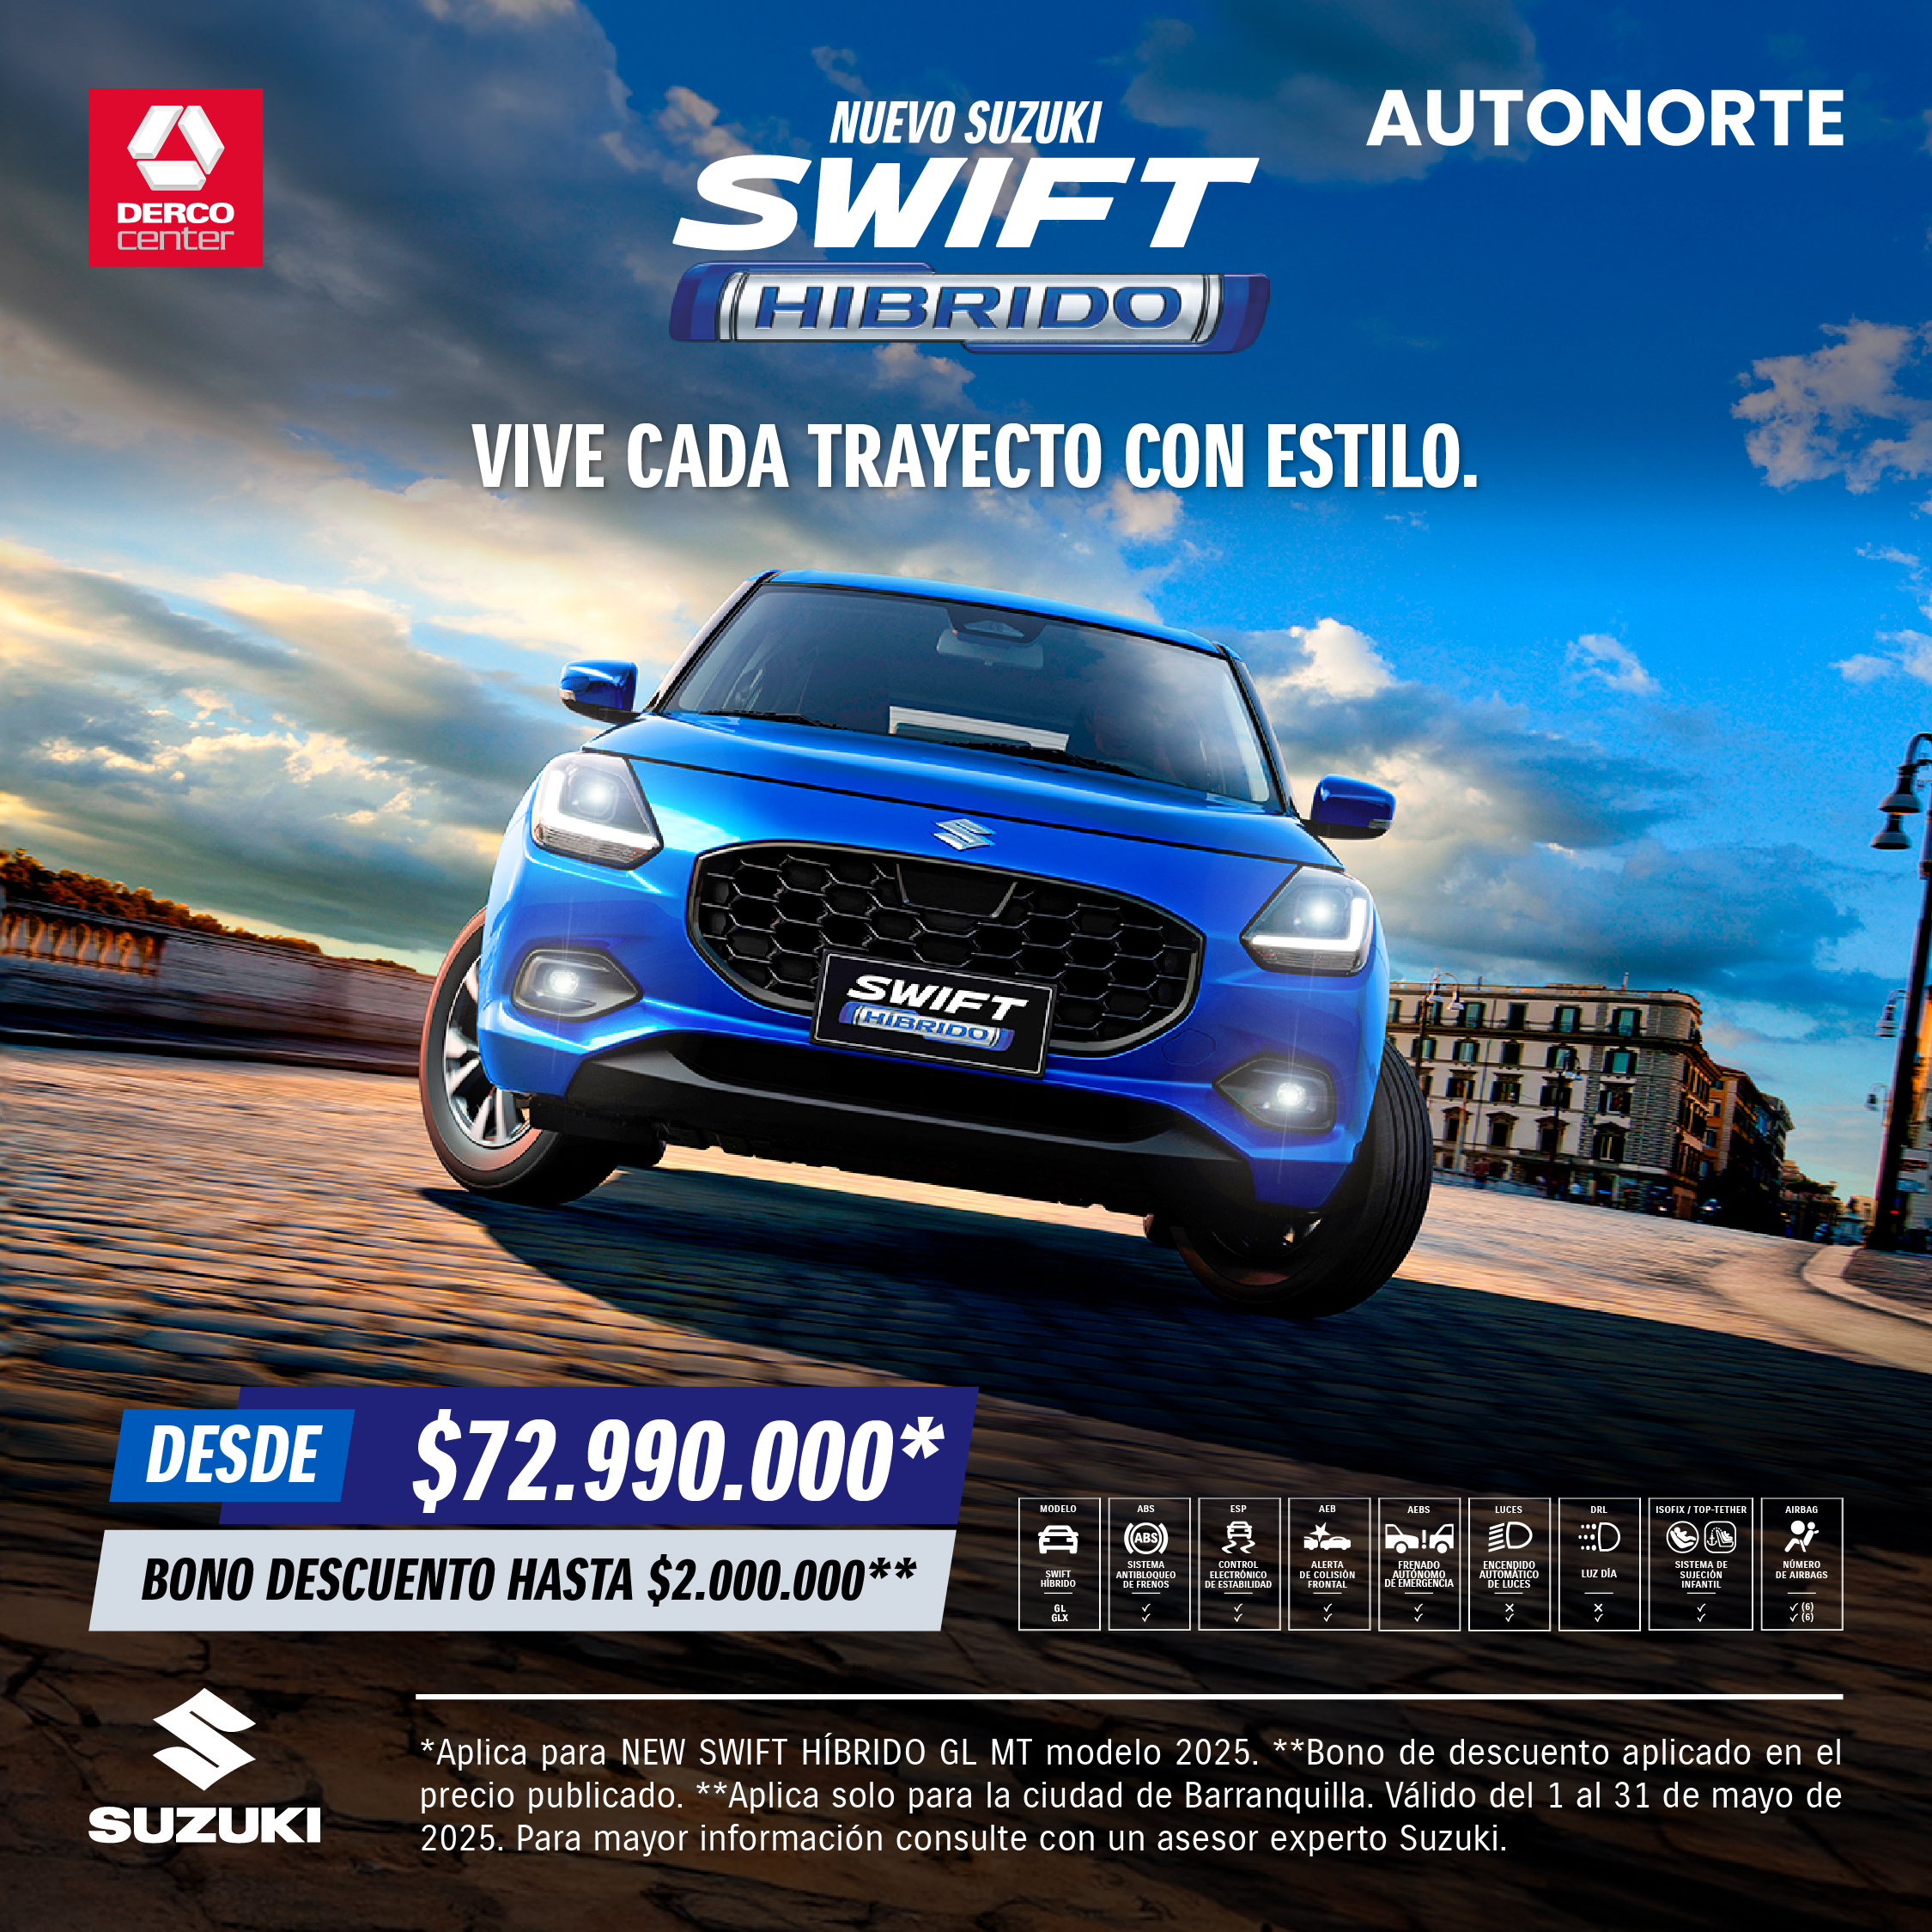 DERCO
center
NUEVO SUZUKI
SWIFT
HIBRIDO
AUTONORTE
VIVE CADA TRAYECTO CON ESTILO.
SWIFT
HIBRIDO
DESDE $72.990.000*
BONO DESCUENTO HASTA $2.000.000**
MODELO
SWIFT
HÍBRIDO
GL
GLX
ABS
ABS
SISTEMA
ANTIBLOQUEO
DE FRENOS
✓
✓
ESP
CONTROL
ELECTRÓNICO
DE ESTABILIDAD
✓
✓
AEB
ALERTA
DE COLISIÓN
FRONTAL
✓
✓
AEBS
FRENADO
AUTÓNOMO
DE EMERGENCIA
✓
✓
LUCES
ENCENDIDO
AUTOMÁTICO
DE LUCES
✕
✓
DRL
LUZ DÍA
✕
✓
ISOFIX / TOP-TETHER
SISTEMA DE
SUJECIÓN
INFANTIL
✓
✓
AIRBAG
NÚMERO
DE AIRBAGS
✓ (6)
✓ (6)
SUZUKI
*Aplica para NEW SWIFT HÍBRIDO GL MT modelo 2025. **Bono de descuento aplicado en el
precio publicado. **Aplica solo para la ciudad de Barranquilla. Válido del 1 al 31 de mayo de
2025. Para mayor información consulte con un asesor experto Suzuki.